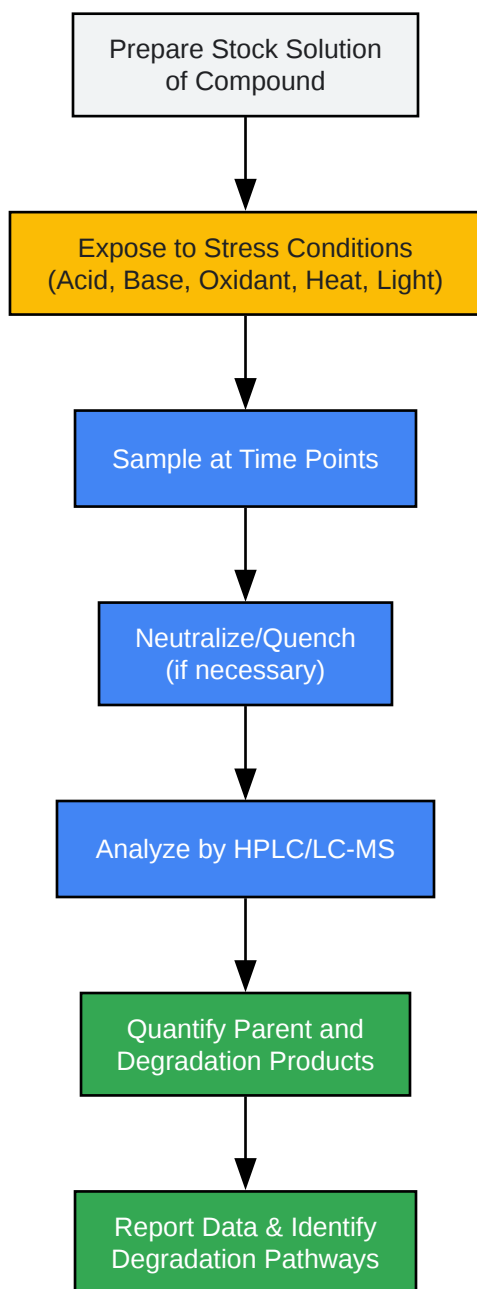 Prepare Stock Solution
of Compound
Expose to Stress Conditions
(Acid, Base, Oxidant, Heat, Light)
Sample at Time Points
Neutralize/Quench
(if necessary)
Analyze by HPLC/LC-MS
Quantify Parent and
Degradation Products
Report Data & Identify
Degradation Pathways